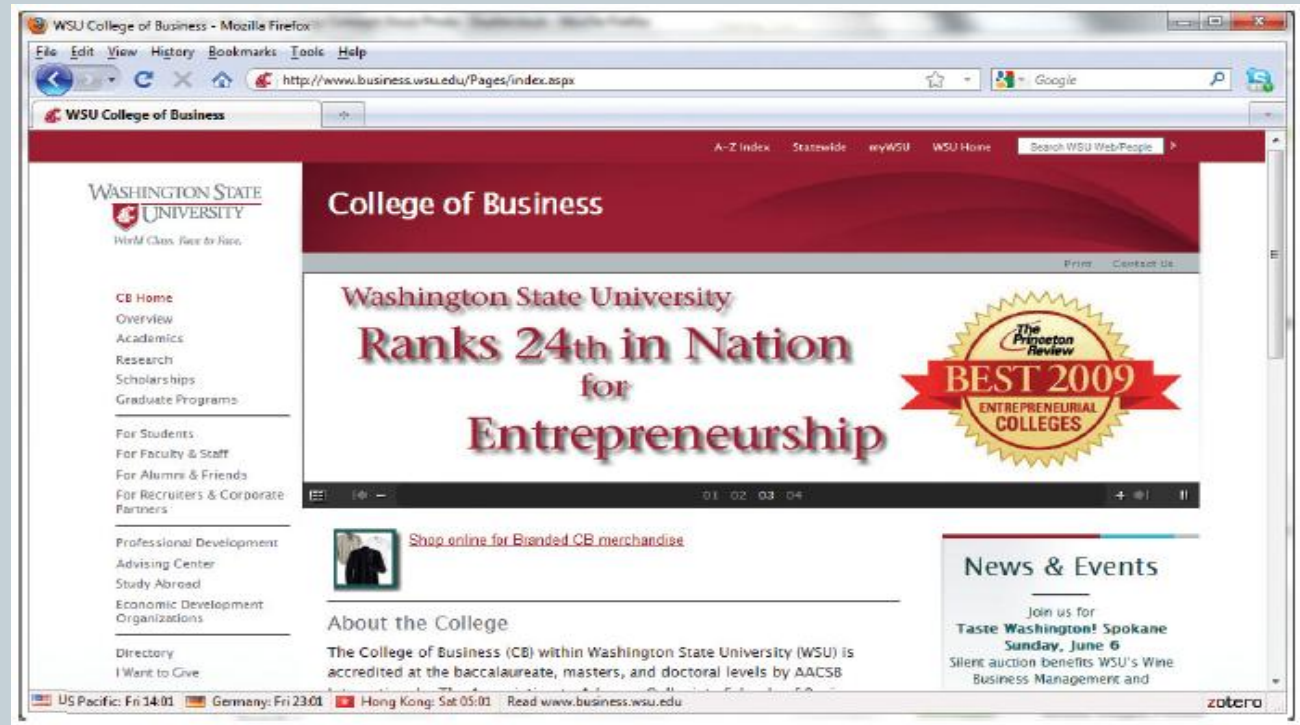 WSU College of Business - Mozilla Firefox
File Edit View History Bookmarks Tools Help
http://www.business.wsu.edu/Pages/index.aspx
Google
WSU College of Business
A-Z Index Statewide myWSU WSU Home Search WSU Web/People
WASHINGTON STATE
UNIVERSITY
World Class. Face to Face.
College of Business
Print Contact Us
CB Home
Overview
Academics
Research
Scholarships
Graduate Programs
For Students
For Faculty & Staff
For Alumni & Friends
For Recruiters & Corporate
Partners
Professional Development
Advising Center
Study Abroad
Economic Development
Organizations
Directory
I Want to Give
Washington State University
Ranks 24th in Nation
for
Entrepreneurship
The
Princeton
Review
BEST 2009
ENTREPRENEURIAL
COLLEGES
01 02 03 04
Shop online for Branded CB merchandise
About the College
The College of Business (CB) within Washington State University (WSU) is
accredited at the baccalaureate, masters, and doctoral levels by AACSB
News & Events
Join us for
Taste Washington! Spokane
Sunday, June 6
Silent auction benefits WSU's Wine
Business Management and
US Pacific: Fri 14:01 Germany: Fri 23:01 Hong Kong: Sat 05:01 Read www.business.wsu.edu
zotero